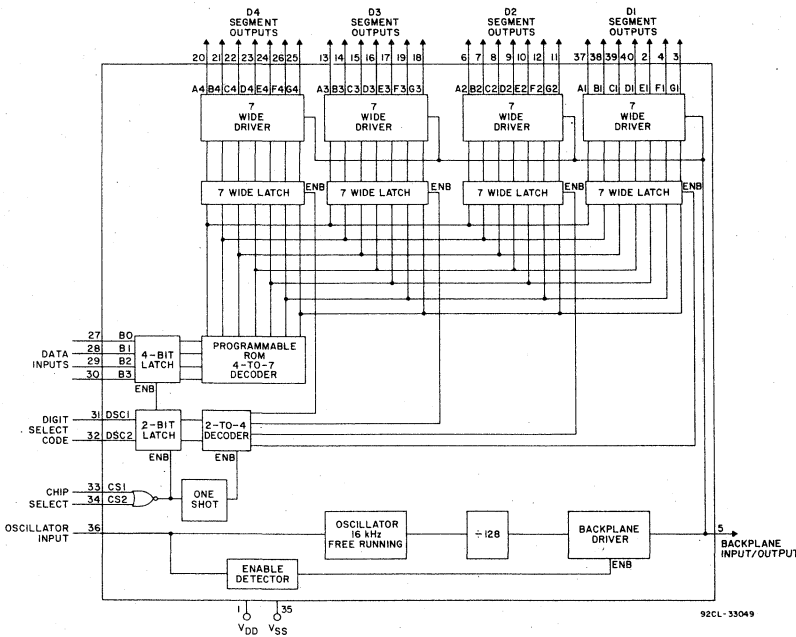 D4 SEGMENT OUTPUTS
D3 SEGMENT OUTPUTS
D2 SEGMENT OUTPUTS
D1 SEGMENT OUTPUTS
20 21 22 23 24 26 25
13 14 15 16 17 19 18
6 7 8 9 10 12 11
37 38 39 40 2 4 3
A4 B4 C4 D4 E4 F4 G4
A3 B3 C3 D3 E3 F3 G3
A2 B2 C2 D2 E2 F2 G2
A1 B1 C1 D1 E1 F1 G1
7 WIDE DRIVER
7 WIDE DRIVER
7 WIDE DRIVER
7 WIDE DRIVER
7 WIDE LATCH ENB
7 WIDE LATCH ENB
7 WIDE LATCH ENB
7 WIDE LATCH ENB
DATA INPUTS
27 B0
28 B1
29 B2
30 B3
4-BIT LATCH
ENB
PROGRAMMABLE ROM 4-TO-7 DECODER
DIGIT SELECT CODE
31 DSC1
32 DSC2
2-BIT LATCH
ENB
2-TO-4 DECODER
ENB
CHIP SELECT
33 CS1
34 CS2
ONE SHOT
OSCILLATOR INPUT
36
OSCILLATOR 16 kHz FREE RUNNING
÷128
BACKPLANE DRIVER
ENB
5
BACKPLANE INPUT/OUTPUT
ENABLE DETECTOR
1 35
VDD VSS
92CL-33049